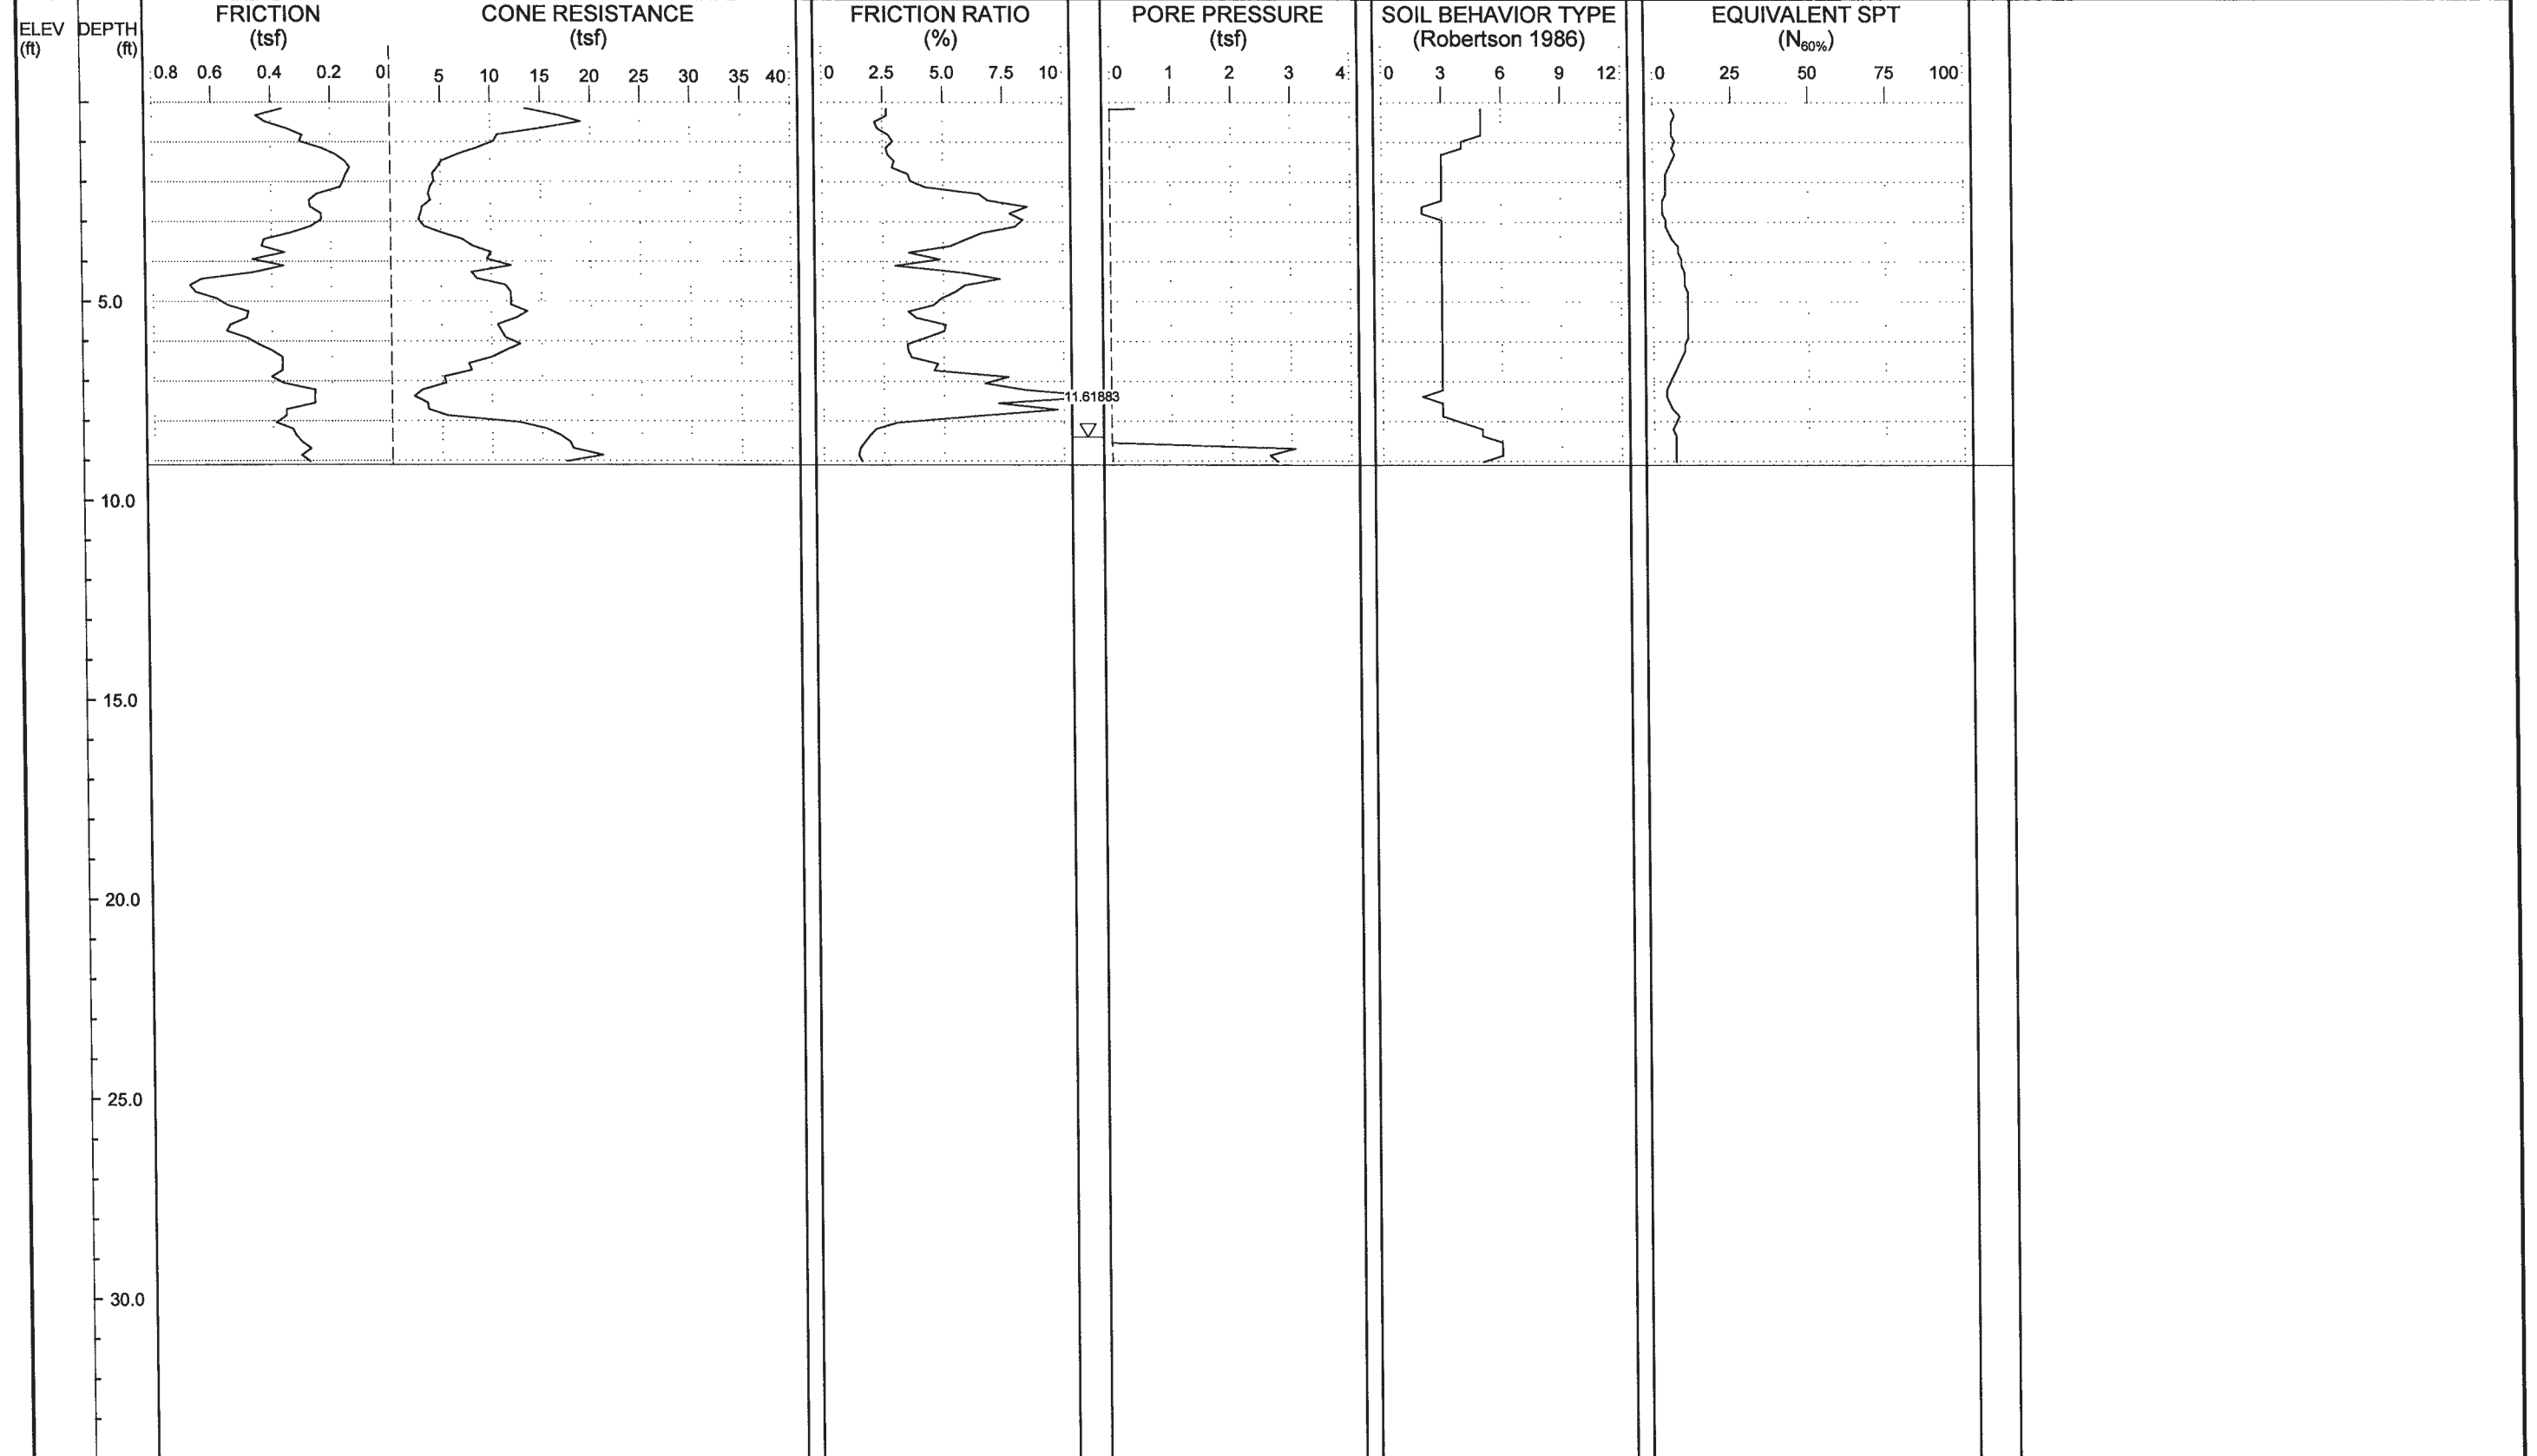 FRICTION CONE RESISTANCE FRICTION RATIO PORE PRESSURE SOIL BEHAVIOR TYPE EQUIVALENT SPT
ELEV DEPTH (tsf) (tsf) (%) (tsf) (Robertson 1986) (N60%)
(ft) (ft)
0.8 0.6 0.4 0.2 0 5 10 15 20 25 30 35 40 0 2.5 5.0 7.5 10 0 1 2 3 4 0 3 6 9 12 0 25 50 75 100
5.0
11.61883
10.0
15.0
20.0
25.0
30.0